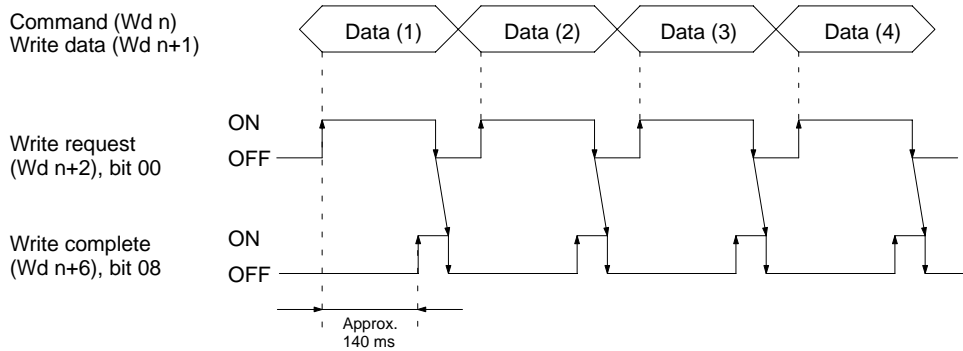 Command (Wd n)
Write data (Wd n+1)
Data (1)
Data (2)
Data (3)
Data (4)
Write request
(Wd n+2), bit 00
ON
OFF
Write complete
(Wd n+6), bit 08
ON
OFF
Approx.
140 ms